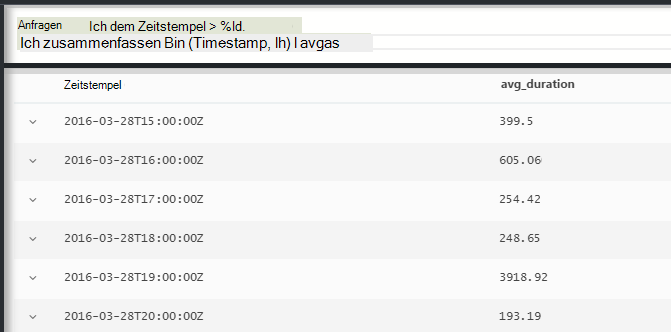 Anfragen Ich dem Zeitstempel > %Id.
Ich zusammenfassen Bin (Timestamp, Ih) I avgas
Zeitstempel avg_duration
2016-03-28T15:00:00Z 399.5
2016-03-28T16:00:00Z 605.06
2016-03-28T17:00:00Z 254.42
2016-03-28T18:00:00Z 248.65
2016-03-28T19:00:00Z 3918.92
2016-03-28T20:00:00Z 193.19